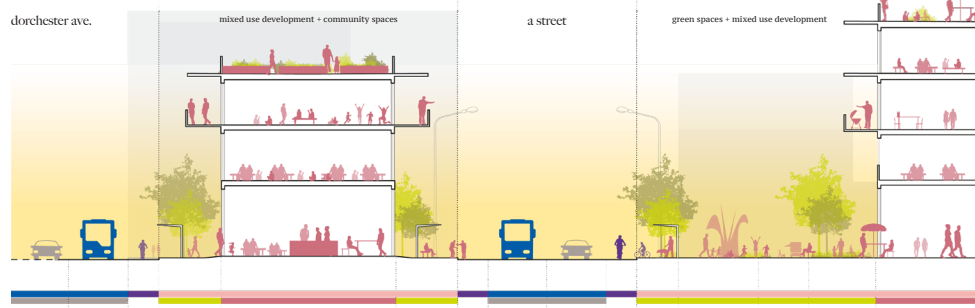 dorchester ave.
mixed use development + community spaces
a street
green spaces + mixed use development